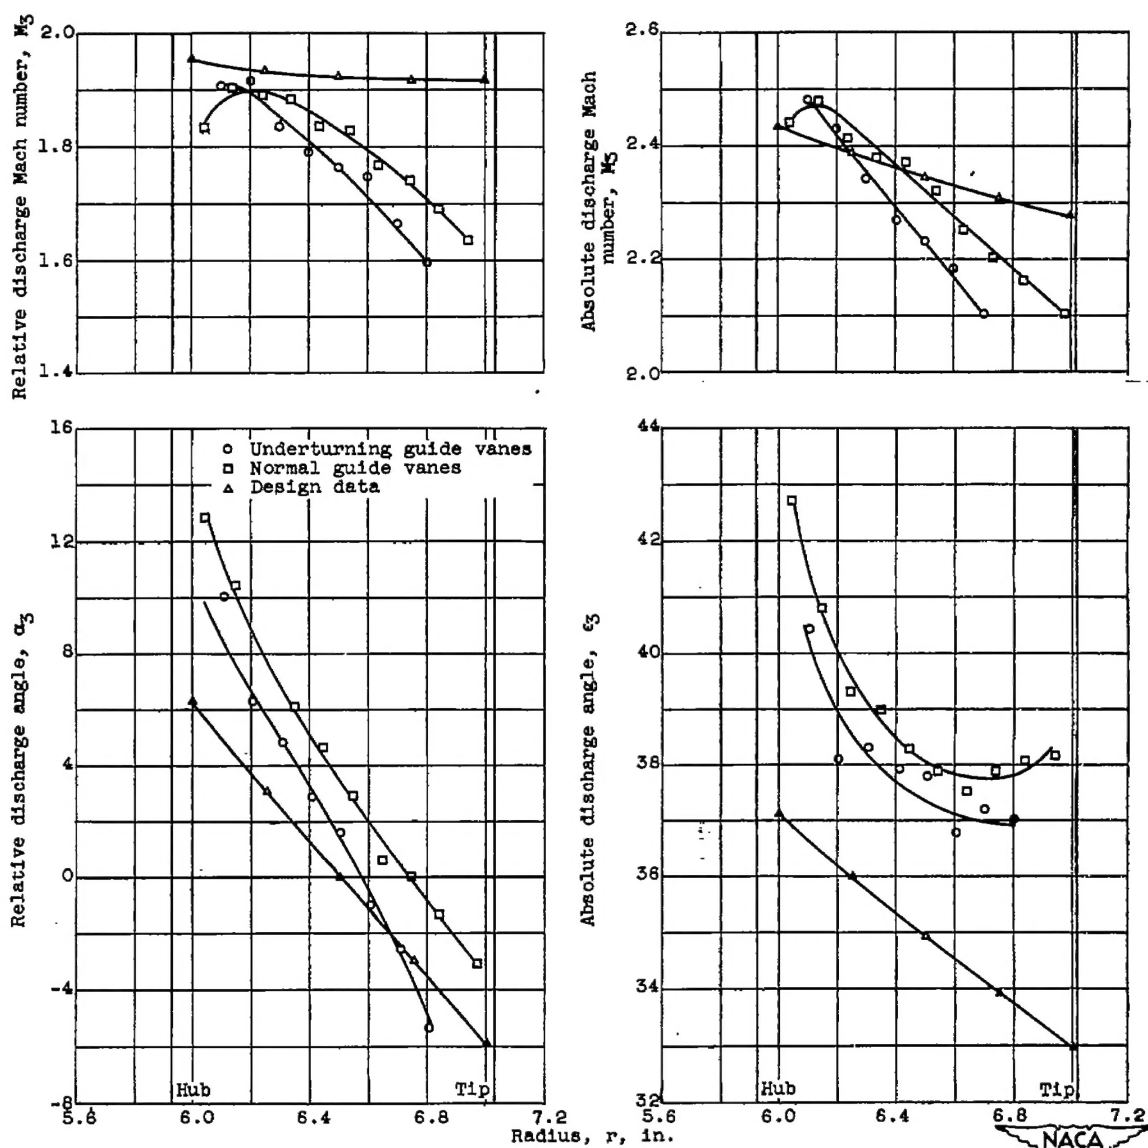 Relative discharge Mach number, M3
2.0
1.8
1.6
1.4
Absolute discharge Mach
number, M3
2.6
2.4
2.2
2.0
Relative discharge angle, α3
16
12
8
4
0
-4
-8
○ Underturning guide vanes
□ Normal guide vanes
△ Design data
Hub
Tip
5.6 6.0 6.4 6.8 7.2
Absolute discharge angle, ε3
44
42
40
38
36
34
32
Hub
Tip
5.6 6.0 6.4 6.8 7.2
Radius, r, in.
NACA